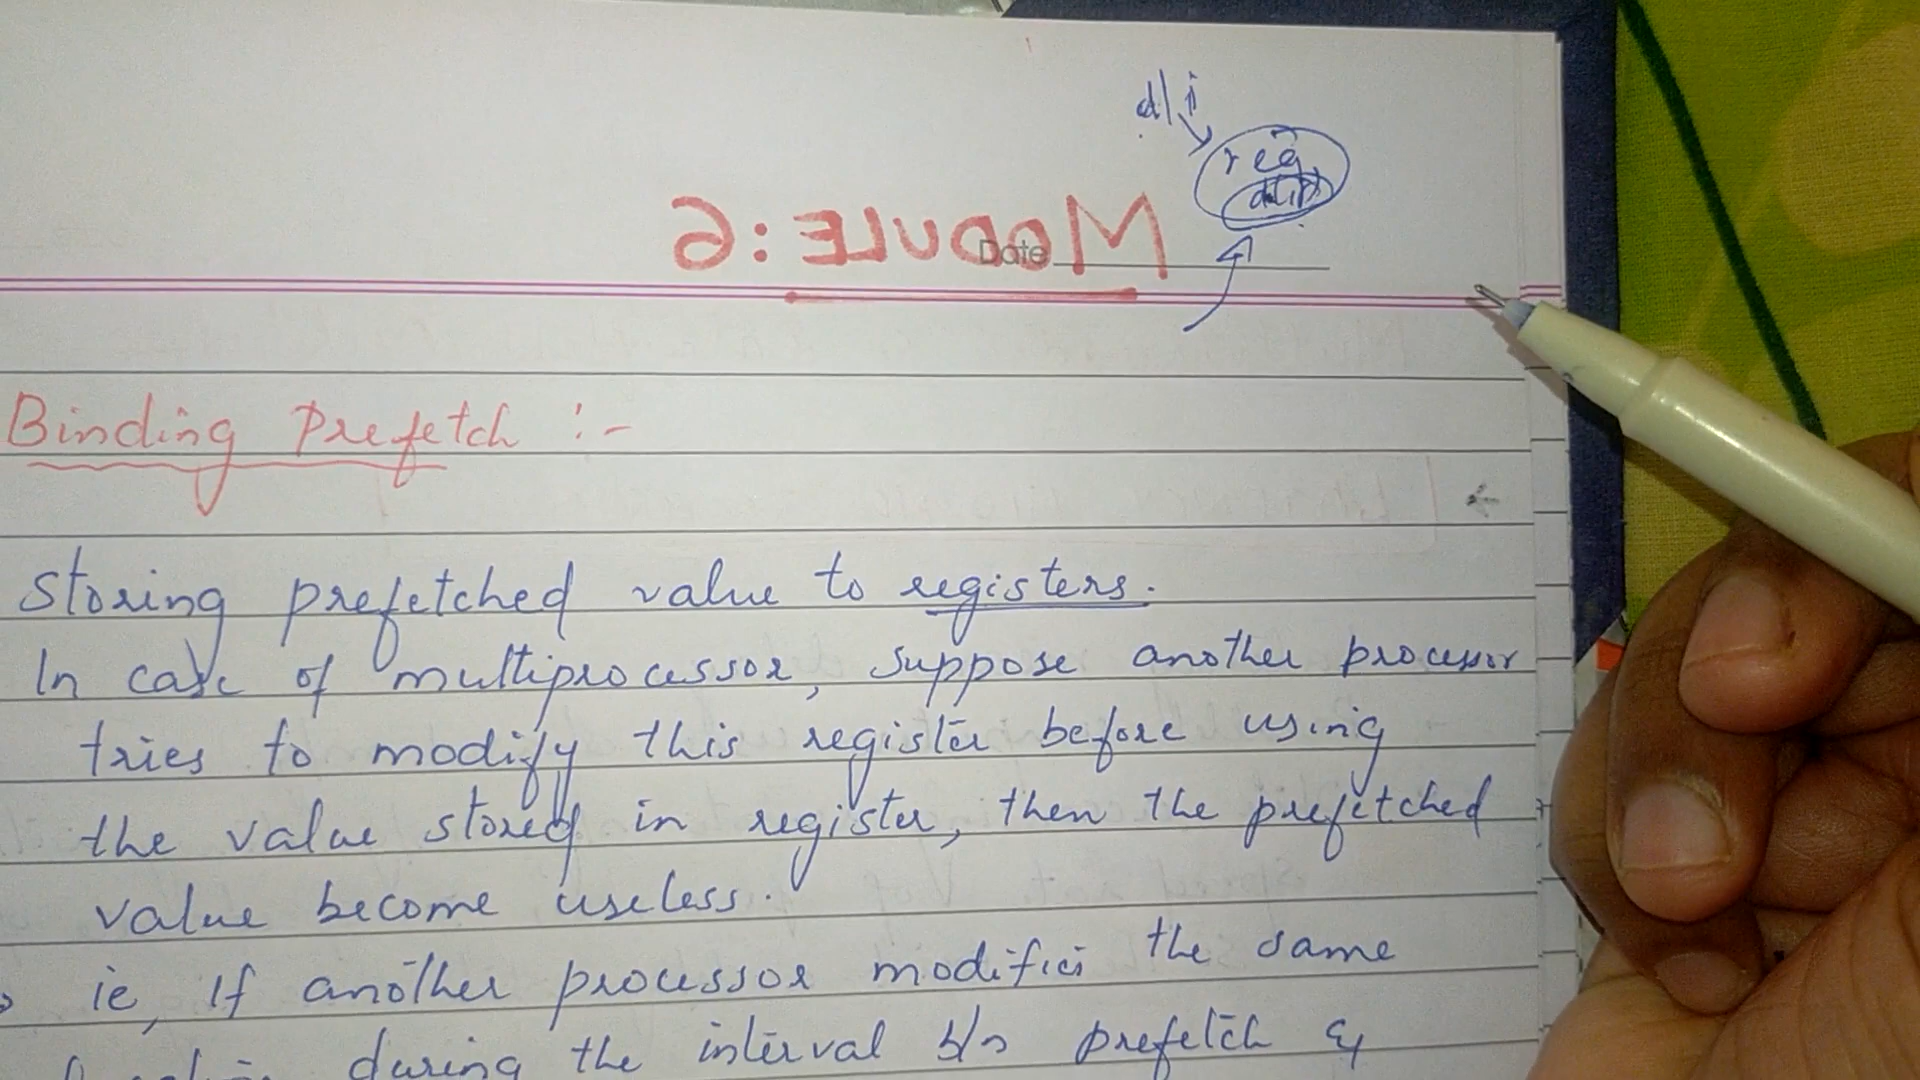 d/i
reg
MODULE : 6
Date
Binding Prefetch :-
Storing prefetched value to registers.
In case of multiprocessor, suppose another processor
tries to modify this register before using
the value stored in register, then the prefetched
value become useless.
ie, If another processor modifies the same
during the interval b/n prefetch &